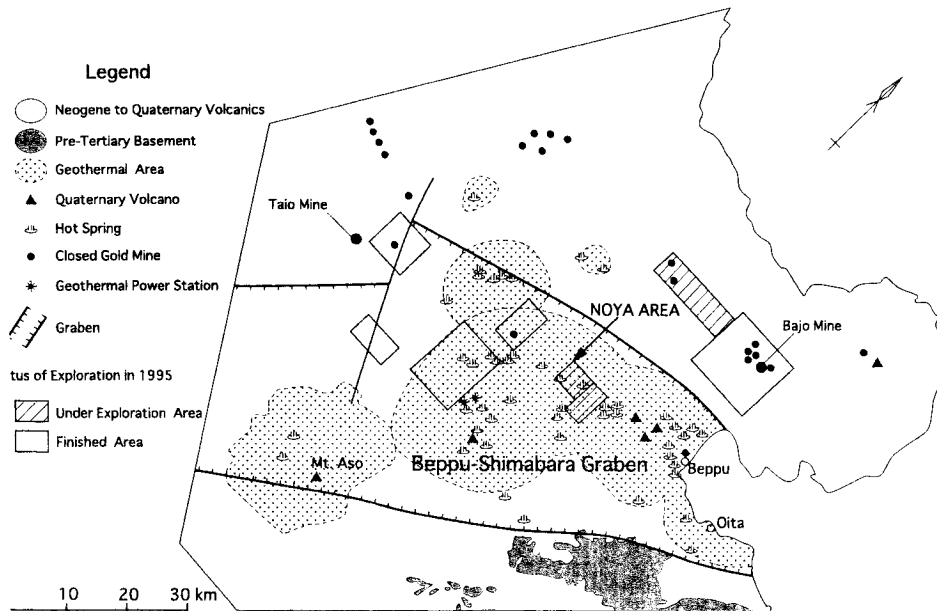 Legend
Neogene to Quaternary Volcanics
Pre-Tertiary Basement
Geothermal Area
Quaternary Volcano
Hot Spring
Closed Gold Mine
Geothermal Power Station
Graben
tus of Exploration in 1995
Under Exploration Area
Finished Area
Taio Mine
NOYA AREA
Bajo Mine
Mt. Aso
Beppu-Shimabara Graben
Beppu
Oita
10 20 30 km